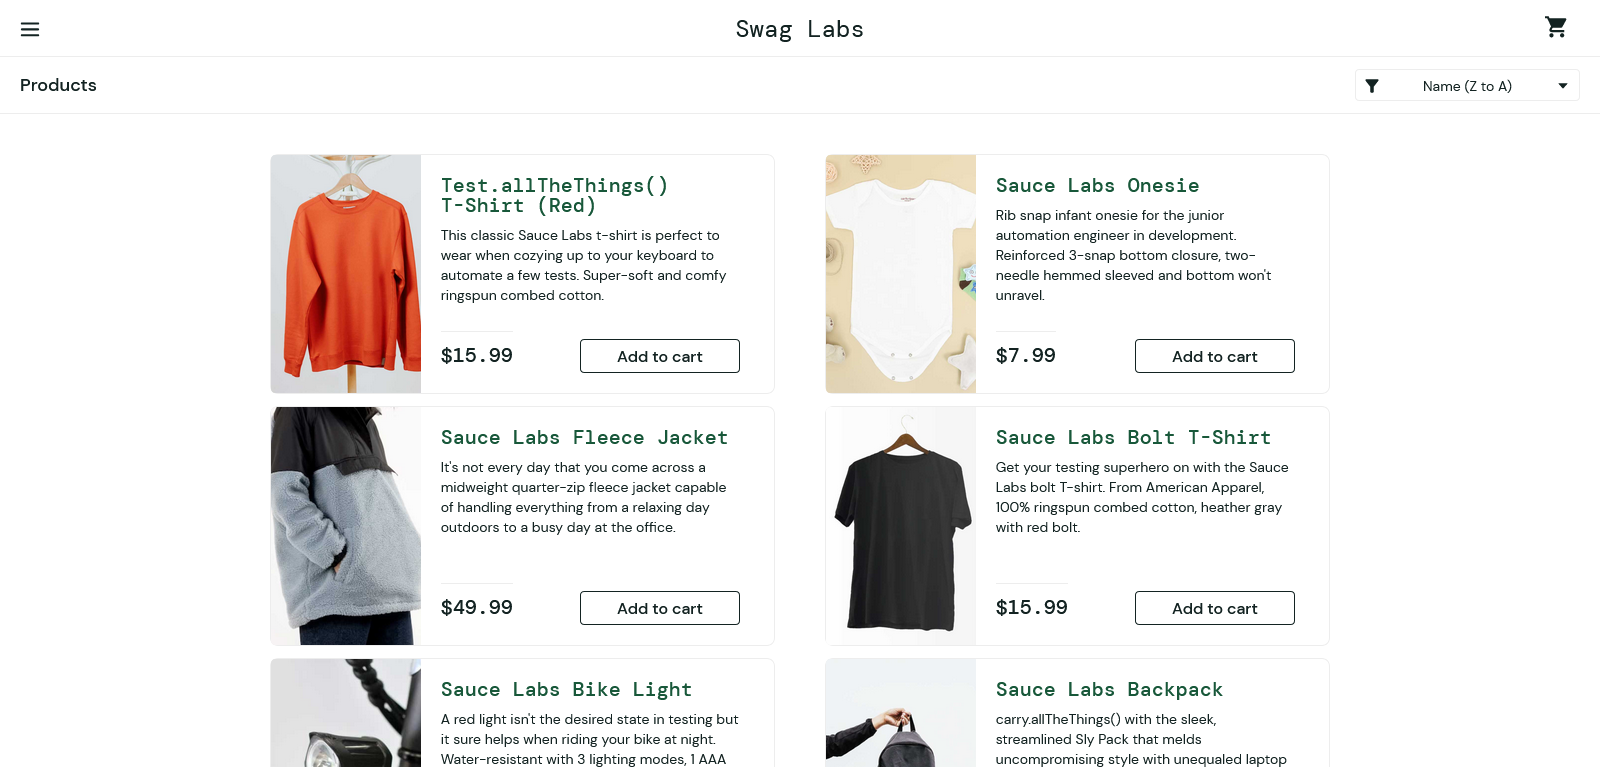 Swag Labs
Products
Name (Z to A)
Test.allTheThings()
T-Shirt (Red)
This classic Sauce Labs t-shirt is perfect to
wear when cozying up to your keyboard to
automate a few tests. Super-soft and comfy
ringspun combed cotton.
$15.99
Add to cart
Sauce Labs Onesie
Rib snap infant onesie for the junior
automation engineer in development.
Reinforced 3-snap bottom closure, two-
needle hemmed sleeved and bottom won't
unravel.
$7.99
Add to cart
Sauce Labs Fleece Jacket
It's not every day that you come across a
midweight quarter-zip fleece jacket capable
of handling everything from a relaxing day
outdoors to a busy day at the office.
$49.99
Add to cart
Sauce Labs Bolt T-Shirt
Get your testing superhero on with the Sauce
Labs bolt T-shirt. From American Apparel,
100% ringspun combed cotton, heather gray
with red bolt.
$15.99
Add to cart
Sauce Labs Bike Light
A red light isn't the desired state in testing but
it sure helps when riding your bike at night.
Water-resistant with 3 lighting modes, 1 AAA
Sauce Labs Backpack
carry.allTheThings() with the sleek,
streamlined Sly Pack that melds
uncompromising style with unequaled laptop